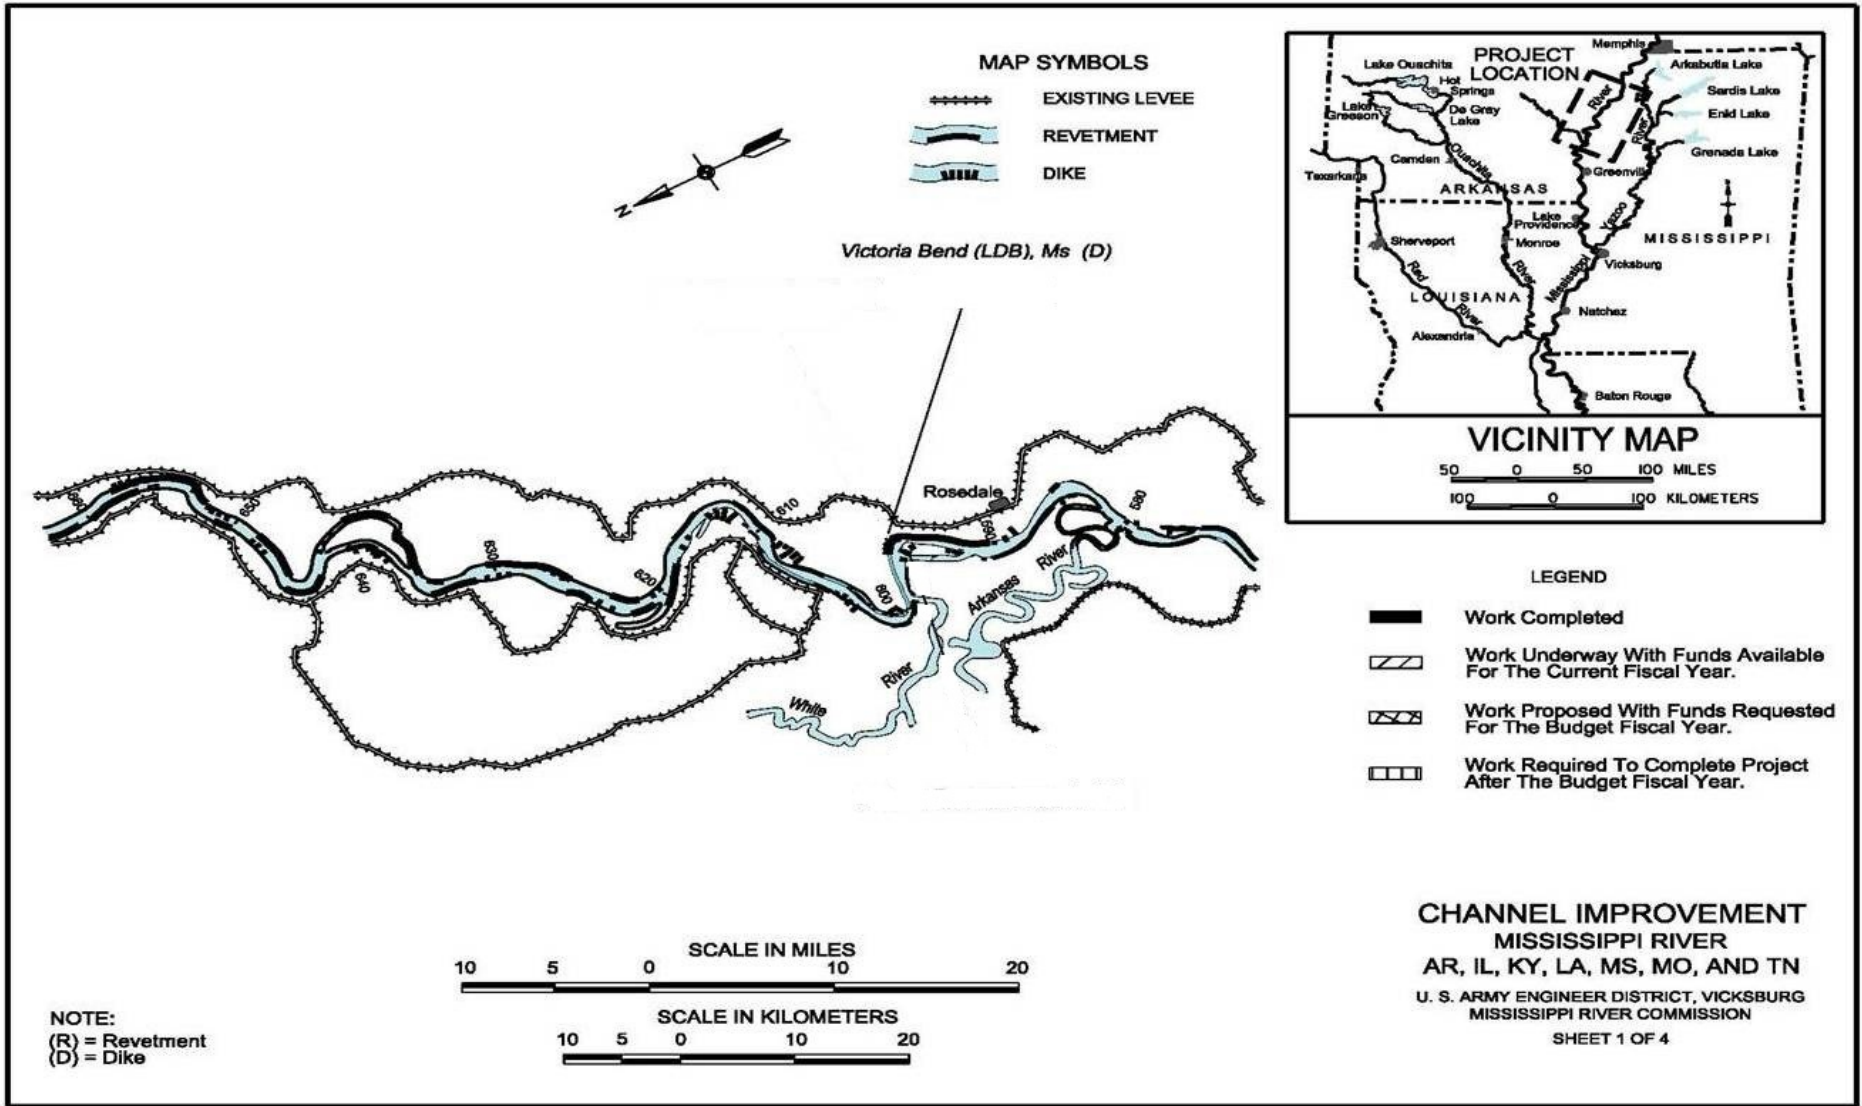 MAP SYMBOLS
EXISTING LEVEE
REVETMENT
DIKE
N
Victoria Bend (LDB), Ms (D)
Memphis
PROJECT
LOCATION
Lake Ouachita
Hot
Springs
Arkabutla Lake
Sardis Lake
Enid Lake
Grenada Lake
Lake
Greeson
De Gray
Lake
River
River
Camden
Ouachita
Texarkana
Greenville
ARKANSAS
Lake
Providence
Yazoo
Sherveport
Monroe
MISSISSIPPI
Vicksburg
Red
River
River
Mississippi
LOUISIANA
Natchez
Alexandria
Baton Rouge
VICINITY MAP
50 0 50 100 MILES
100 0 100 KILOMETERS
Rosedale
660
650
640
630
620
610
600
590
580
Arkansas River
White River
LEGEND
Work Completed
Work Underway With Funds Available
For The Current Fiscal Year.
Work Proposed With Funds Requested
For The Budget Fiscal Year.
Work Required To Complete Project
After The Budget Fiscal Year.
CHANNEL IMPROVEMENT
MISSISSIPPI RIVER
AR, IL, KY, LA, MS, MO, AND TN
U. S. ARMY ENGINEER DISTRICT, VICKSBURG
MISSISSIPPI RIVER COMMISSION
SHEET 1 OF 4
SCALE IN MILES
10 5 0 10 20
SCALE IN KILOMETERS
10 5 0 10 20
NOTE:
(R) = Revetment
(D) = Dike